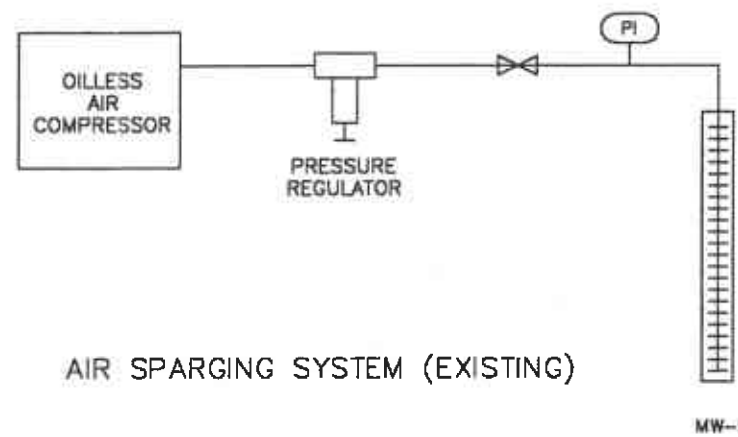 PI
OILLESS
AIR
COMPRESSOR
PRESSURE
REGULATOR
AIR SPARGING SYSTEM (EXISTING)
MW-